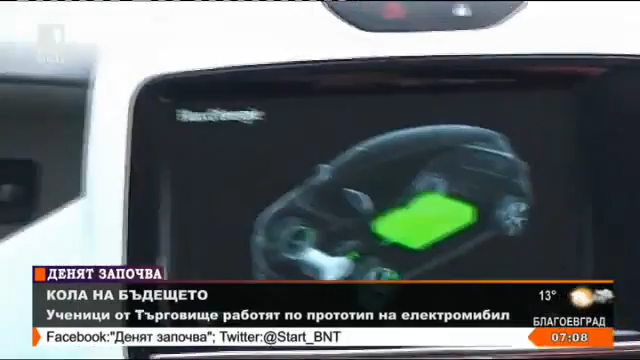 ДЕНЯТ ЗАПОЧВА
КОЛА НА БЪДЕЩЕТО
Ученици от Търговище работят по прототип на електромибил
13°
БЛАГОЕВГРАД
Facebook:"Денят започва"; Twitter:@Start_BNT
07:08